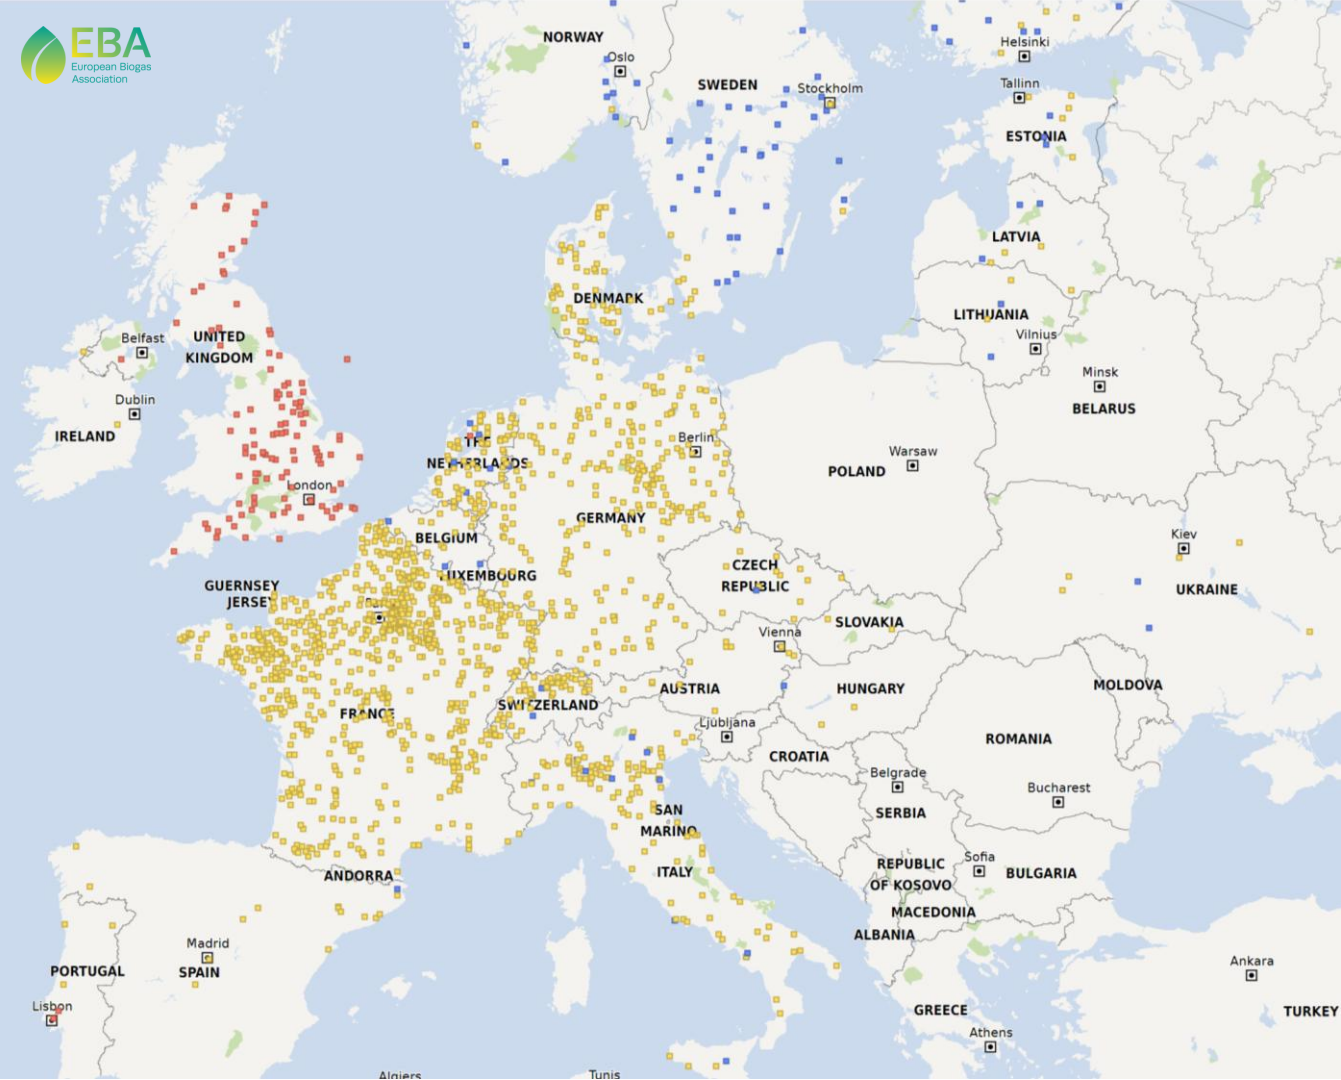 EBA
European Biogas
Association
NORWAY
Oslo
SWEDEN
Stockholm
Helsinki
Tallinn
ESTONIA
LATVIA
LITHUANIA
Vilnius
Minsk
BELARUS
DENMARK
UNITED
KINGDOM
Belfast
Dublin
IRELAND
London
THE
NETHERLANDS
Berlin
Warsaw
POLAND
GERMANY
BELGIUM
LUXEMBOURG
GUERNSEY
JERSEY
CZECH
REPUBLIC
Kiev
UKRAINE
SLOVAKIA
Vienna
AUSTRIA
HUNGARY
MOLDOVA
FRANCE
SWITZERLAND
Ljubljana
CROATIA
ROMANIA
Belgrade
SERBIA
Bucharest
SAN
MARINO
ITALY
ANDORRA
REPUBLIC
OF KOSOVO
Sofia
BULGARIA
MACEDONIA
ALBANIA
Madrid
SPAIN
PORTUGAL
Lisbon
GREECE
Athens
Ankara
TURKEY
Algiers
Tunis